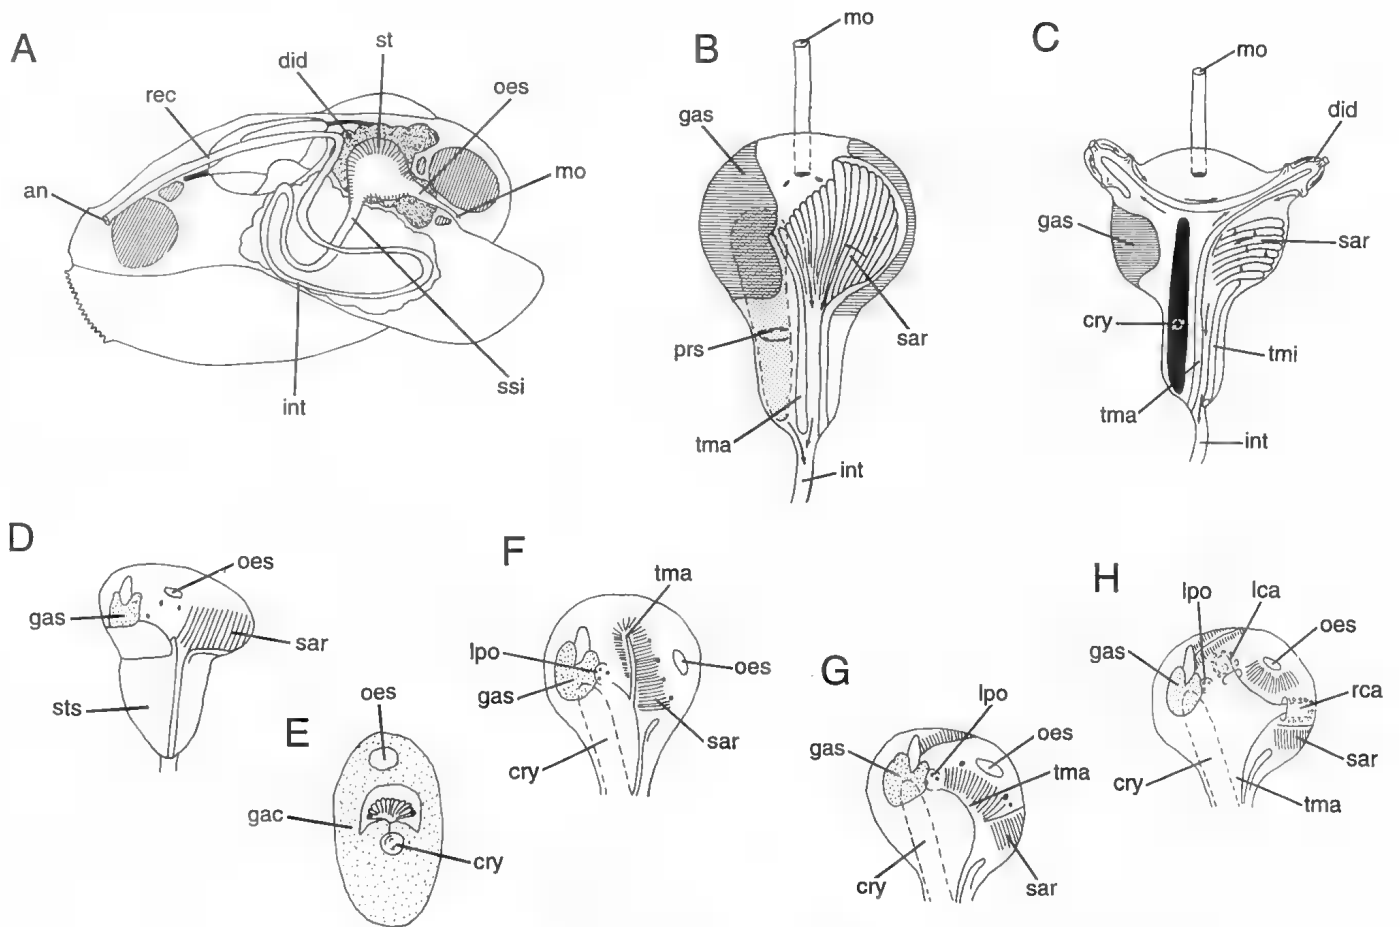 A
st
did
oes
rec
mo
an
ssi
int
B
mo
gas
sar
prs
tma
int
C
mo
did
gas
sar
cry
tmi
tma
int
D
oes
gas
sar
sts
E
oes
gac
cry
F
tma
lpo
oes
gas
sar
cry
G
lpo
gas
oes
tma
cry
sar
H
lpo
lca
oes
gas
rca
sar
cry
tma